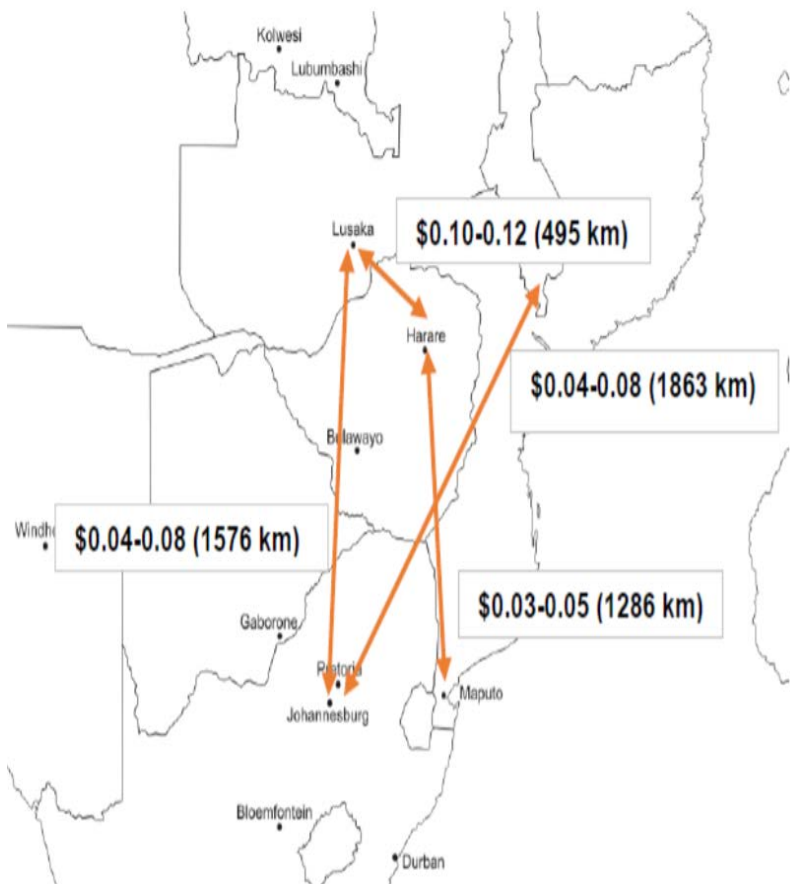 Kolwesi
Lubumbashi
Lusaka
$0.10-0.12 (495 km)
Harare
$0.04-0.08 (1863 km)
Bulawayo
Windh
$0.04-0.08 (1576 km)
$0.03-0.05 (1286 km)
Gaborone
Pretoria
Maputo
Johannesburg
Bloemfontein
Durban